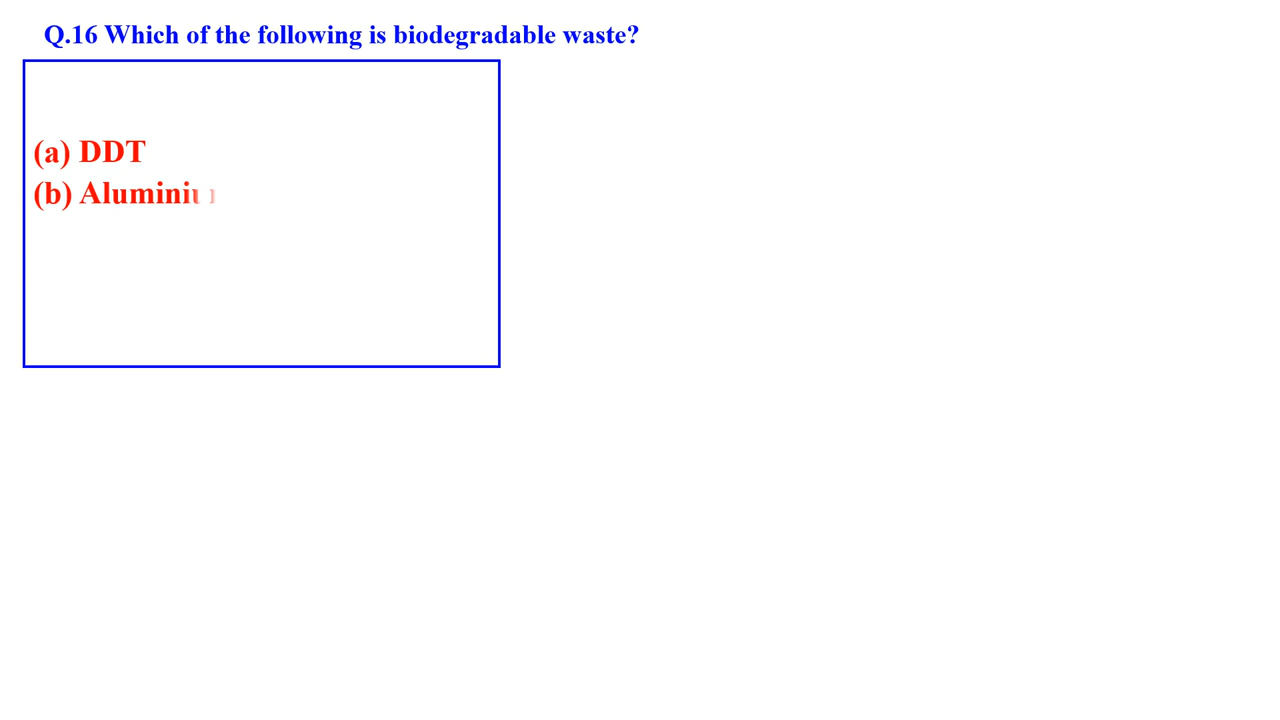 Q.16 Which of the following is biodegradable waste?
(a) DDT
(b)